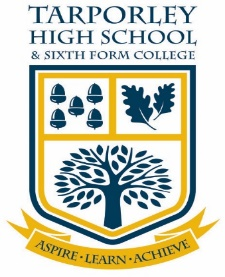 TARPORLEY
HIGH SCHOOL
& SIXTH FORM COLLEGE
ASPIRE · LEARN · ACHIEVE